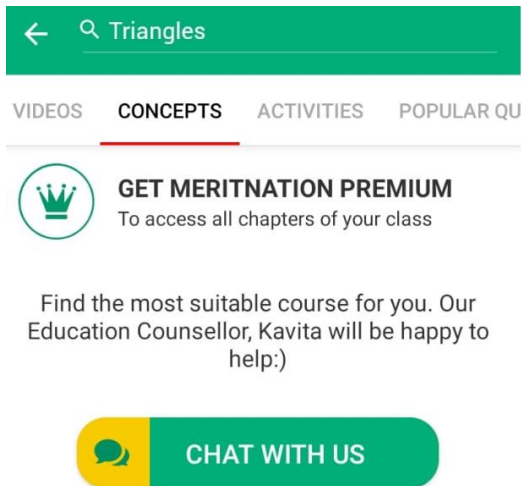 Triangles
VIDEOS CONCEPTS ACTIVITIES POPULAR QU
GET MERITNATION PREMIUM
To access all chapters of your class
Find the most suitable course for you. Our
Education Counsellor, Kavita will be happy to
help:)
CHAT WITH US